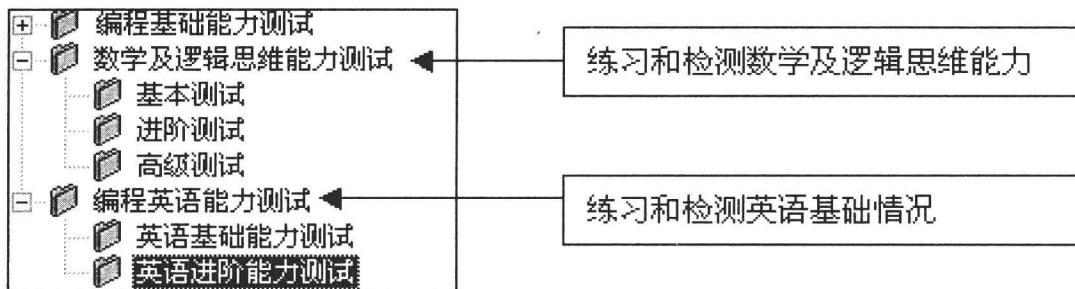 编程基础能力测试
数学及逻辑思维能力测试
练习和检测数学及逻辑思维能力
基本测试
进阶测试
高级测试
编程英语能力测试
练习和检测英语基础情况
英语基础能力测试
英语进阶能力测试